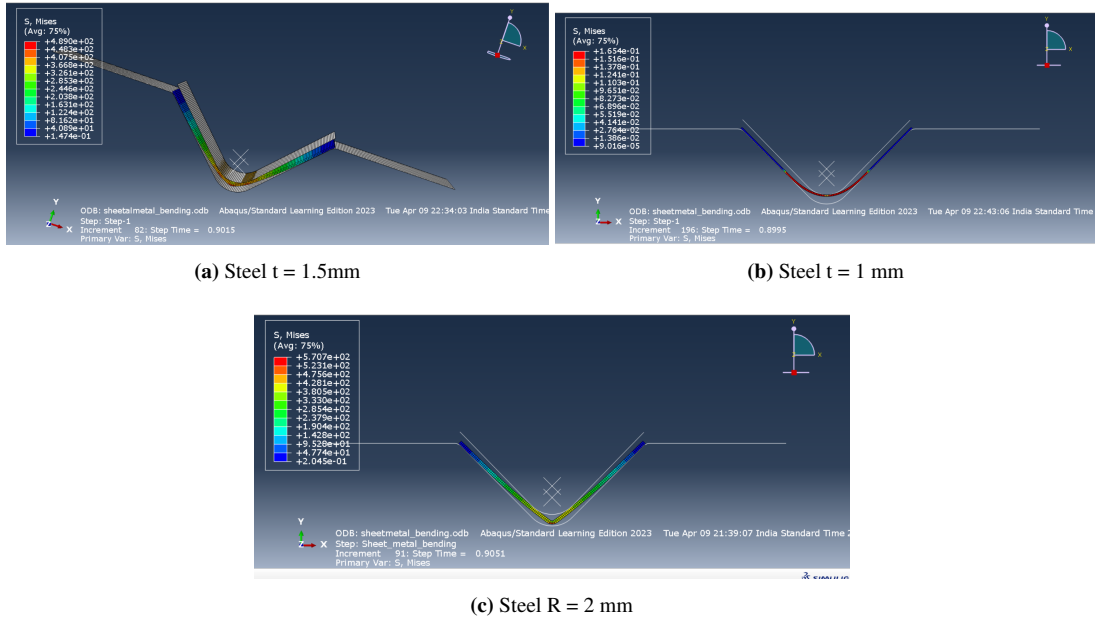 S, Mises
(Avg: 75%)
+4.890e+02
+4.483e+02
+4.075e+02
+3.668e+02
+3.261e+02
+2.853e+02
+2.446e+02
+2.038e+02
+1.631e+02
+1.224e+02
+8.162e+01
+4.089e+01
+1.474e-01
Y
X
Y
Z X
ODB: sheetalmetal_bending.odb Abaqus/Standard Learning Edition 2023 Tue Apr 09 22:34:03 India Standard Time
Step: Step-1
Increment 82: Step Time = 0.9015
Primary Var: S, Mises
(a) Steel t = 1.5mm
S, Mises
(Avg: 75%)
+1.654e-01
+1.516e-01
+1.378e-01
+1.241e-01
+1.103e-01
+9.651e-02
+8.273e-02
+6.896e-02
+5.519e-02
+4.141e-02
+2.764e-02
+1.386e-02
+9.016e-05
Y
X
Y
Z X
ODB: sheetmetal_bending.odb Abaqus/Standard Learning Edition 2023 Tue Apr 09 22:43:06 India Standard Time
Step: Step-1
Increment 196: Step Time = 0.8995
Primary Var: S, Mises
(b) Steel t = 1 mm
S, Mises
(Avg: 75%)
+5.707e+02
+5.231e+02
+4.756e+02
+4.281e+02
+3.805e+02
+3.330e+02
+2.854e+02
+2.379e+02
+1.904e+02
+1.428e+02
+9.528e+01
+4.774e+01
+2.045e-01
Y
X
Y
Z X
ODB: sheetmetal_bending.odb Abaqus/Standard Learning Edition 2023 Tue Apr 09 21:39:07 India Standard Time
Step: Sheet_metal_bending
Increment 91: Step Time = 0.9051
Primary Var: S, Mises
(c) Steel R = 2 mm